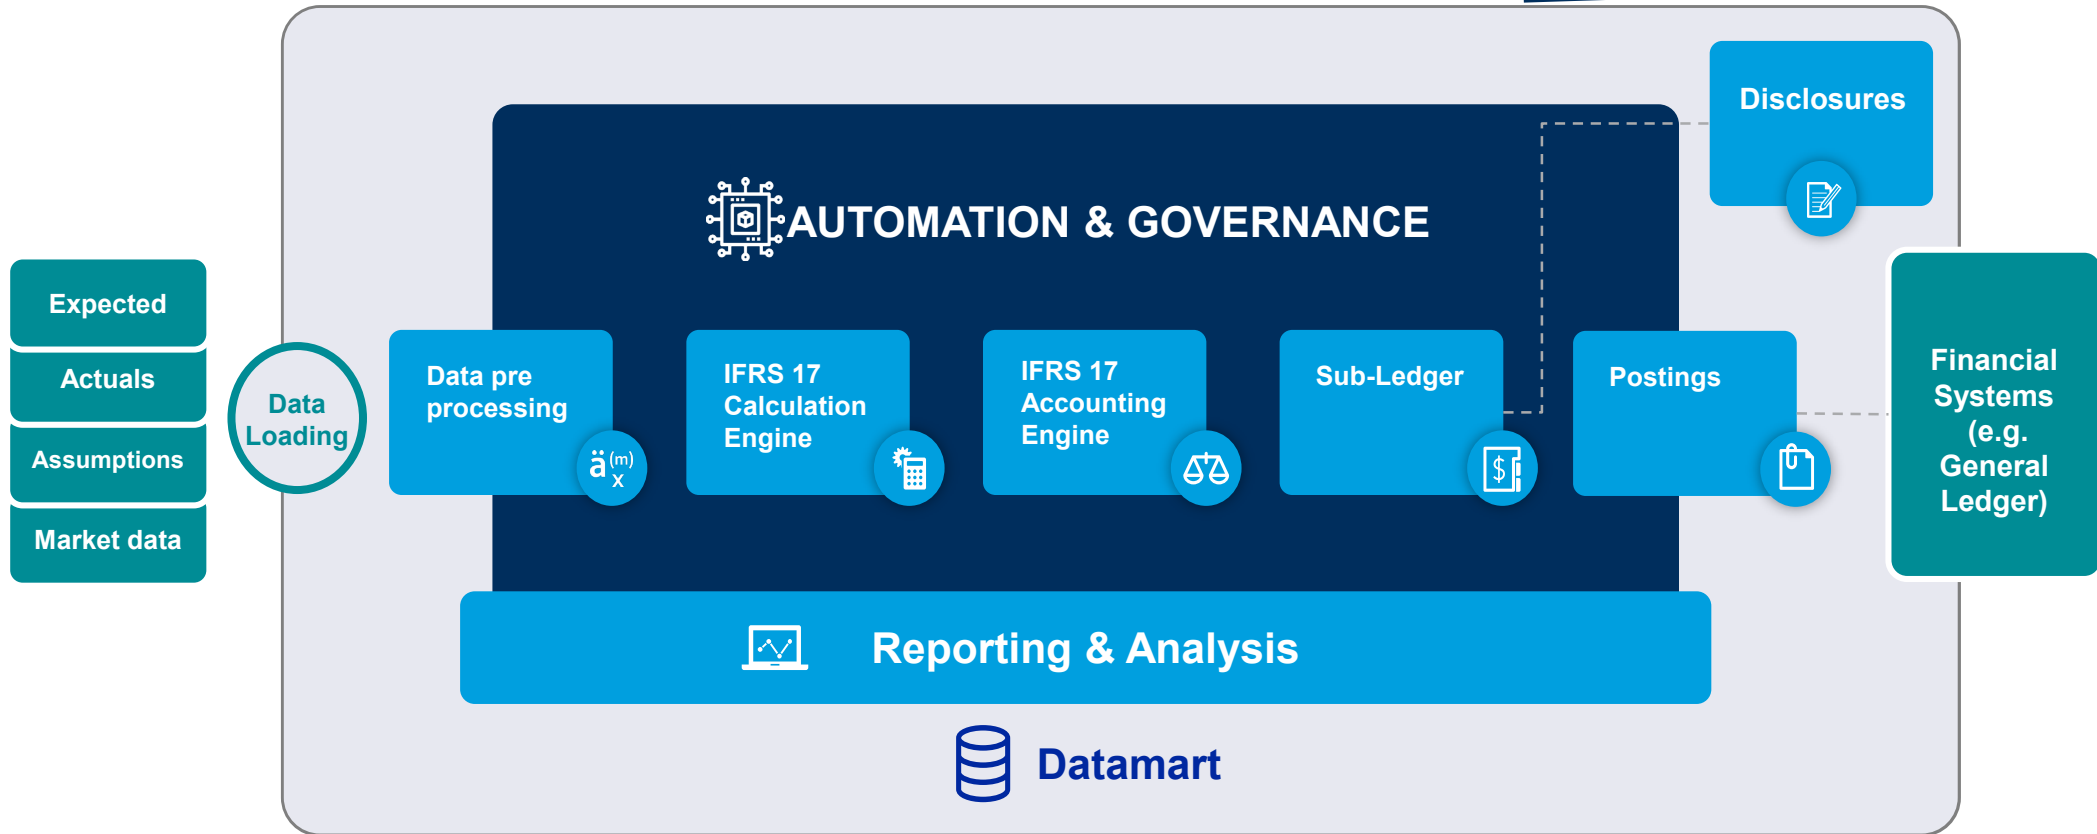 Disclosures
AUTOMATION & GOVERNANCE
Expected
Actuals
Assumptions
Market data
Data
Loading
Data pre
processing
ä(m)
x
IFRS 17
Calculation
Engine
IFRS 17
Accounting
Engine
Sub-Ledger
$
Postings
Financial
Systems
(e.g.
General
Ledger)
Reporting & Analysis
Datamart